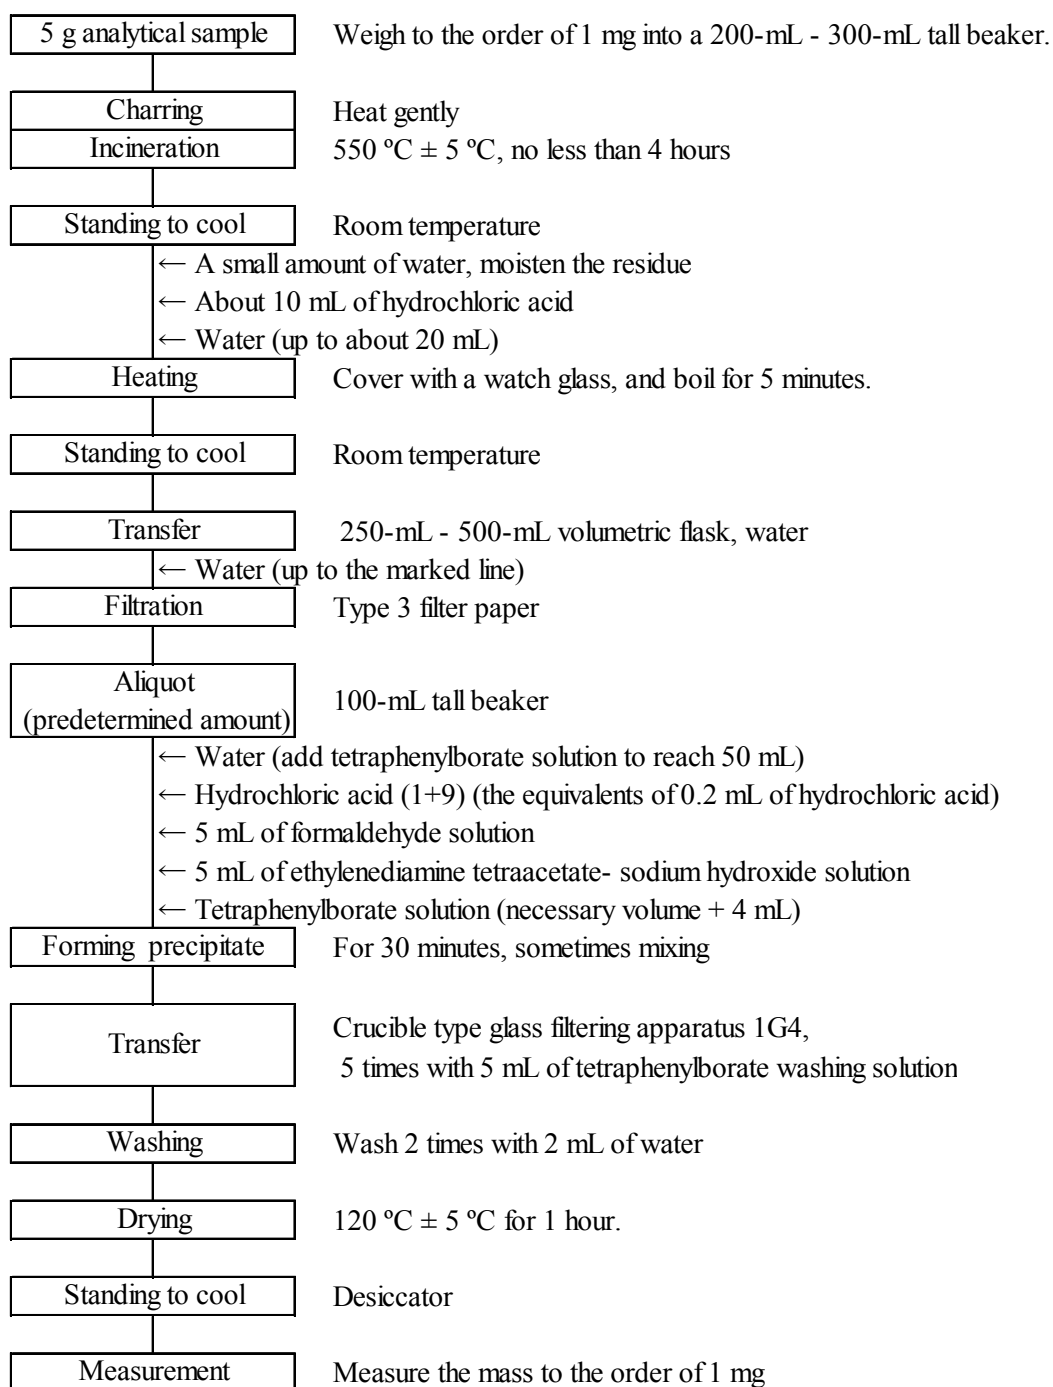 5 g analytical sample Weigh to the order of 1 mg into a 200-mL - 300-mL tall beaker.
Charring Heat gently
Incineration 550 ºC ± 5 ºC, no less than 4 hours
Standing to cool Room temperature
← A small amount of water, moisten the residue
← About 10 mL of hydrochloric acid
← Water (up to about 20 mL)
Heating Cover with a watch glass, and boil for 5 minutes.
Standing to cool Room temperature
Transfer 250-mL - 500-mL volumetric flask, water
← Water (up to the marked line)
Filtration Type 3 filter paper
Aliquot
(predetermined amount) 100-mL tall beaker
← Water (add tetraphenylborate solution to reach 50 mL)
← Hydrochloric acid (1+9) (the equivalents of 0.2 mL of hydrochloric acid)
← 5 mL of formaldehyde solution
← 5 mL of ethylenediamine tetraacetate- sodium hydroxide solution
← Tetraphenylborate solution (necessary volume + 4 mL)
Forming precipitate For 30 minutes, sometimes mixing
Transfer Crucible type glass filtering apparatus 1G4,
5 times with 5 mL of tetraphenylborate washing solution
Washing Wash 2 times with 2 mL of water
Drying 120 ºC ± 5 ºC for 1 hour.
Standing to cool Desiccator
Measurement Measure the mass to the order of 1 mg